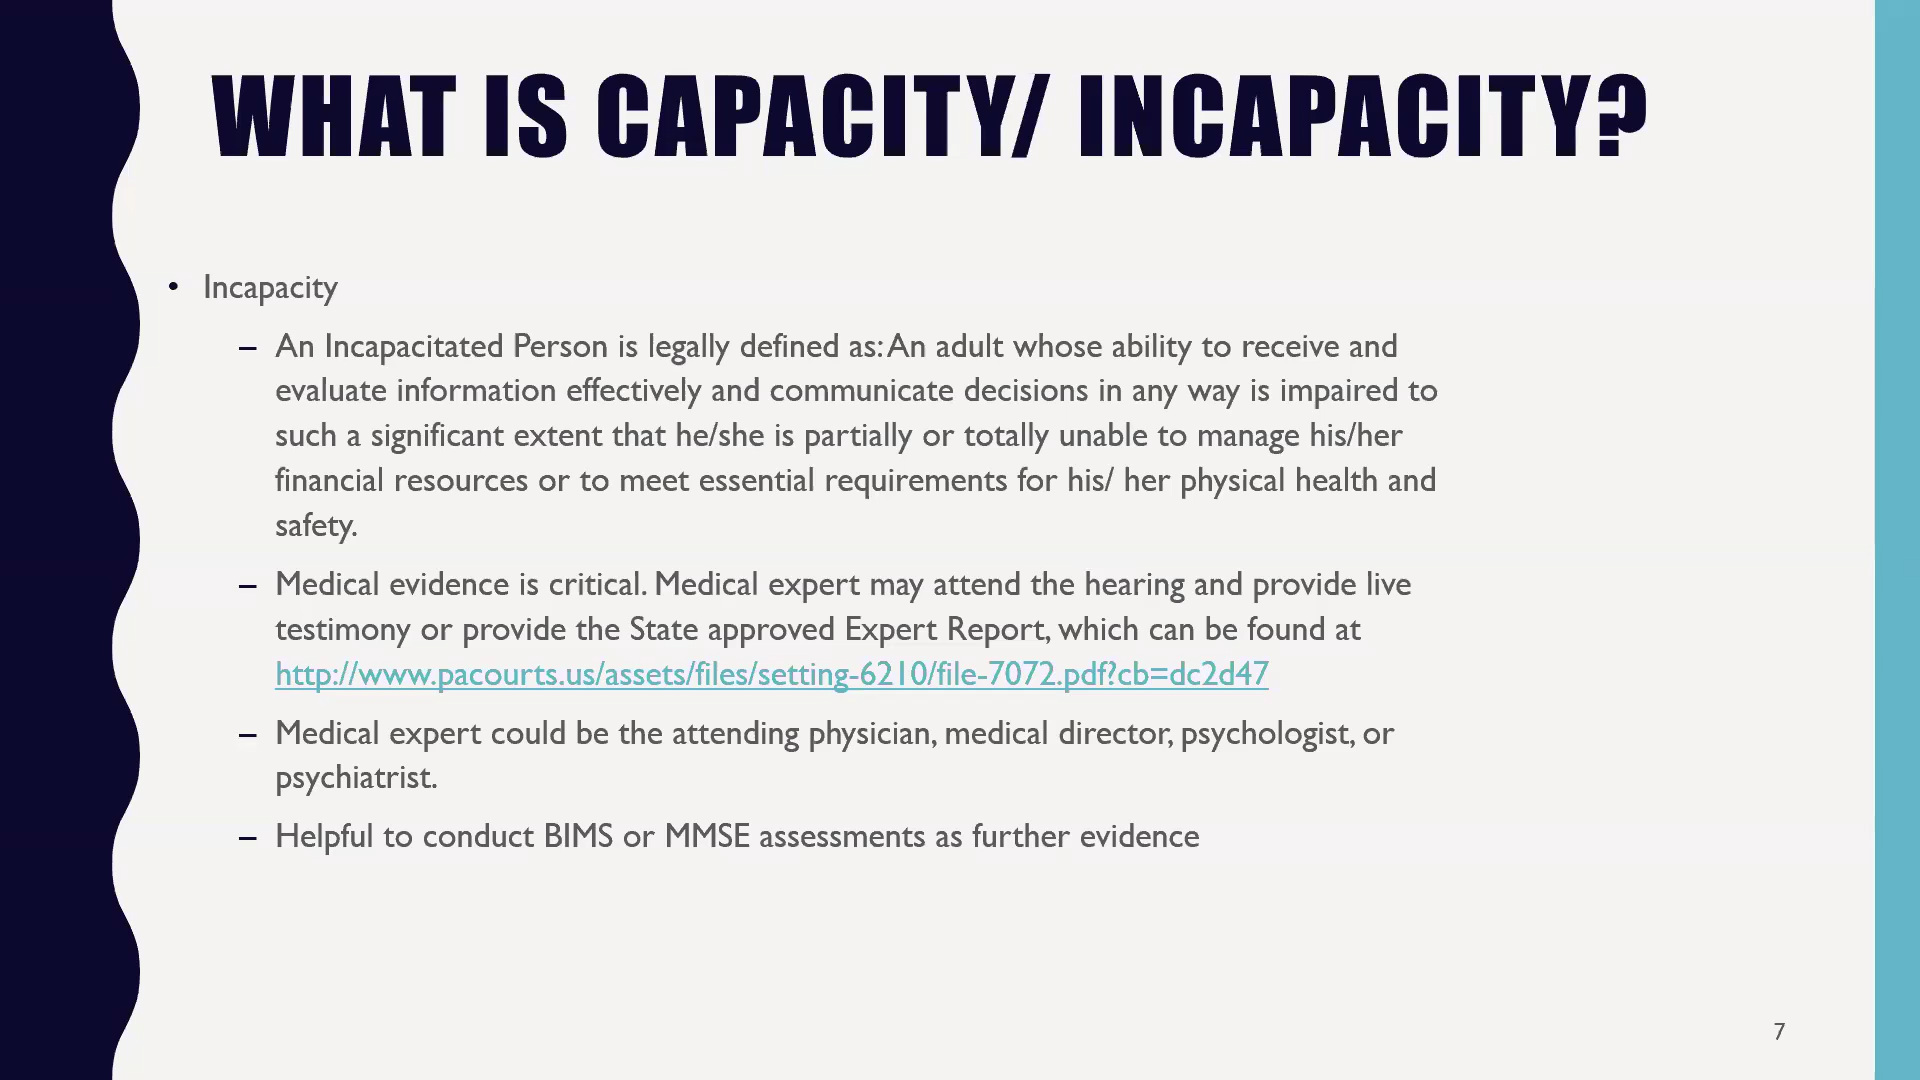 WHAT IS CAPACITY/ INCAPACITY?
• Incapacity
– An Incapacitated Person is legally defined as: An adult whose ability to receive and
evaluate information effectively and communicate decisions in any way is impaired to
such a significant extent that he/she is partially or totally unable to manage his/her
financial resources or to meet essential requirements for his/ her physical health and
safety.
– Medical evidence is critical. Medical expert may attend the hearing and provide live
testimony or provide the State approved Expert Report, which can be found at
http://www.pacourts.us/assets/files/setting-6210/file-7072.pdf?cb=dc2d47
– Medical expert could be the attending physician, medical director, psychologist, or
psychiatrist.
– Helpful to conduct BIMS or MMSE assessments as further evidence
7